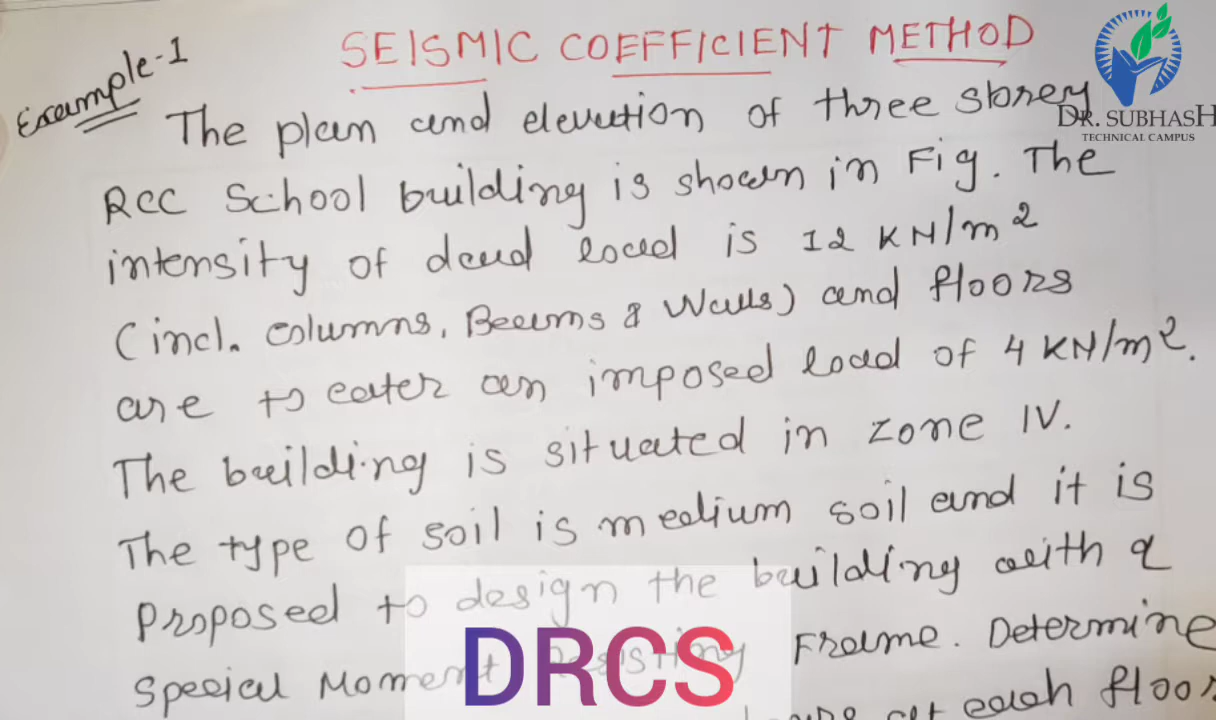 SEISMIC COEFFICIENT METHOD
Example-1
The plan and elevation of three storey
RCC School building is shown in Fig. The
intensity of dead load is 12 KN/m²
(incl. columns, Beams & Walls) and floors
are to cater an imposed load of 4 KN/m².
The building is situated in zone IV.
The type of soil is medium soil and it is
proposed to design the building with a
Special Moment Resisting Frame. Determine
at each floor
DR. SUBHASH
TECHNICAL CAMPUS
DRCS